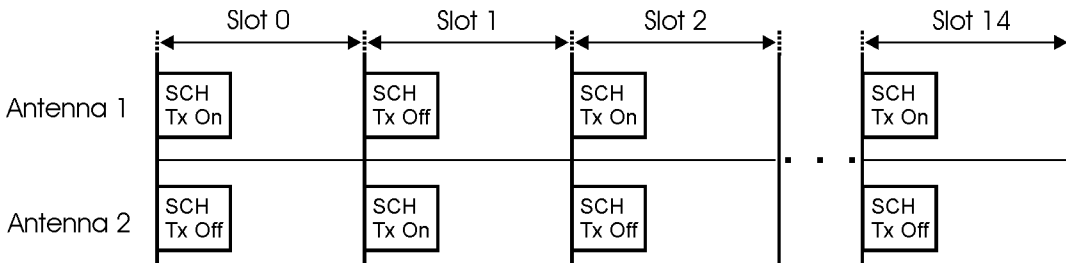 Slot 0 Slot 1 Slot 2 Slot 14
Antenna 1
SCH
Tx On
SCH
Tx Off
SCH
Tx On
SCH
Tx On
. . .
Antenna 2
SCH
Tx Off
SCH
Tx On
SCH
Tx Off
SCH
Tx Off